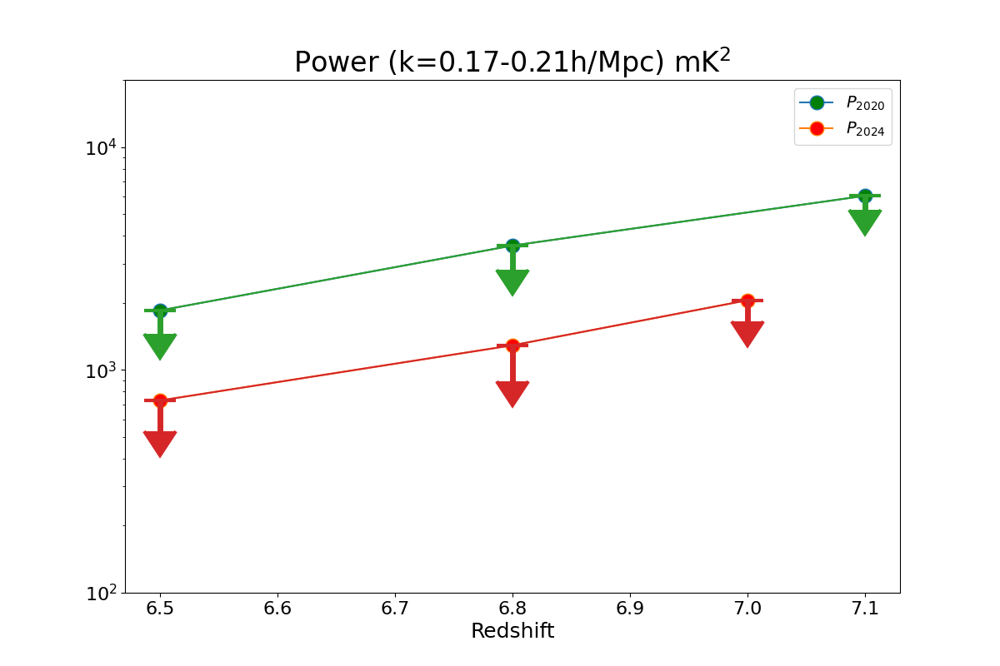 Power (k=0.17-0.21h/Mpc) mK²
P₂₀₂₀
P₂₀₂₄
10⁴
10³
10²
6.5 6.6 6.7 6.8 6.9 7.0 7.1
Redshift